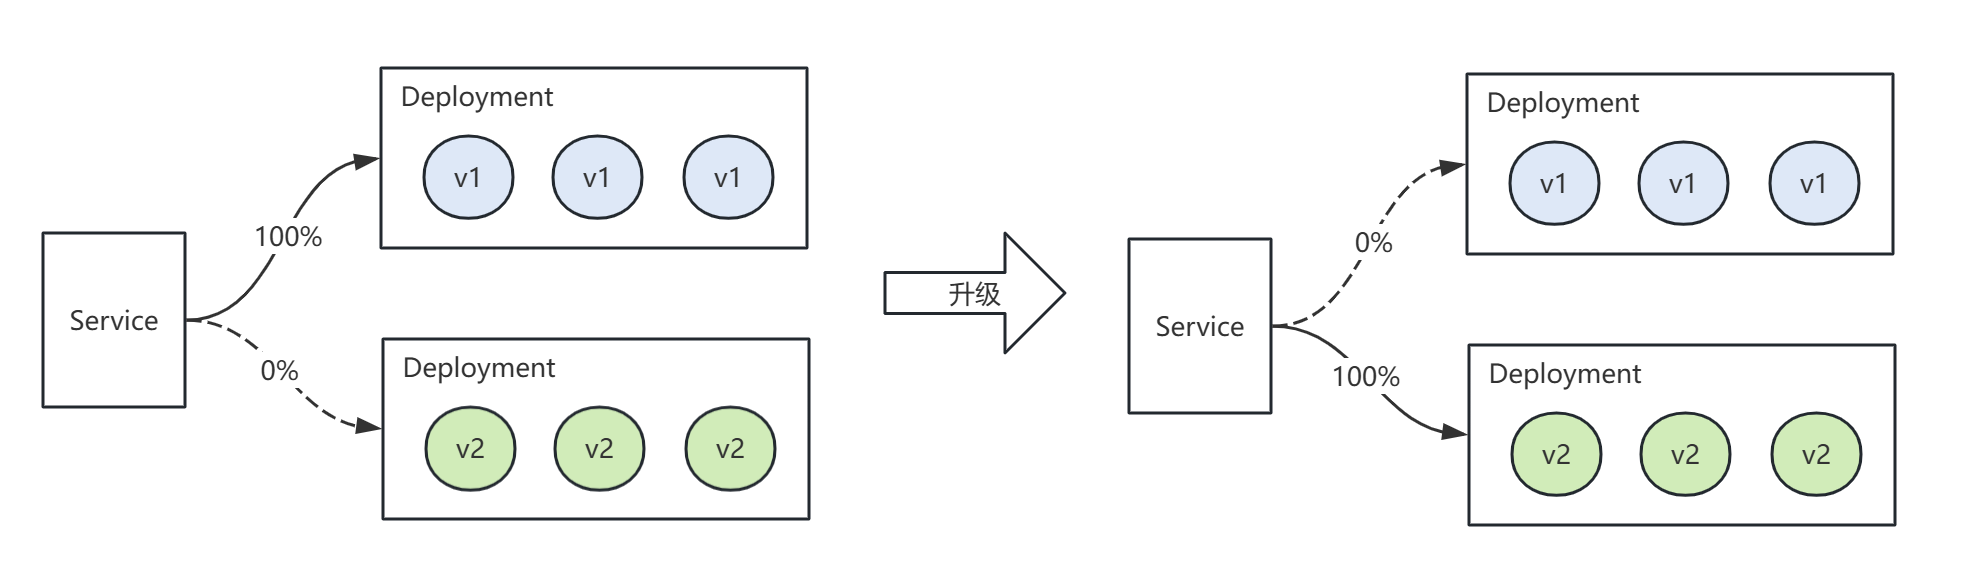 Deployment
v1 v1 v1
100%
Service
0%
Deployment
v2 v2 v2
升级
Deployment
v1 v1 v1
0%
Service
100%
Deployment
v2 v2 v2